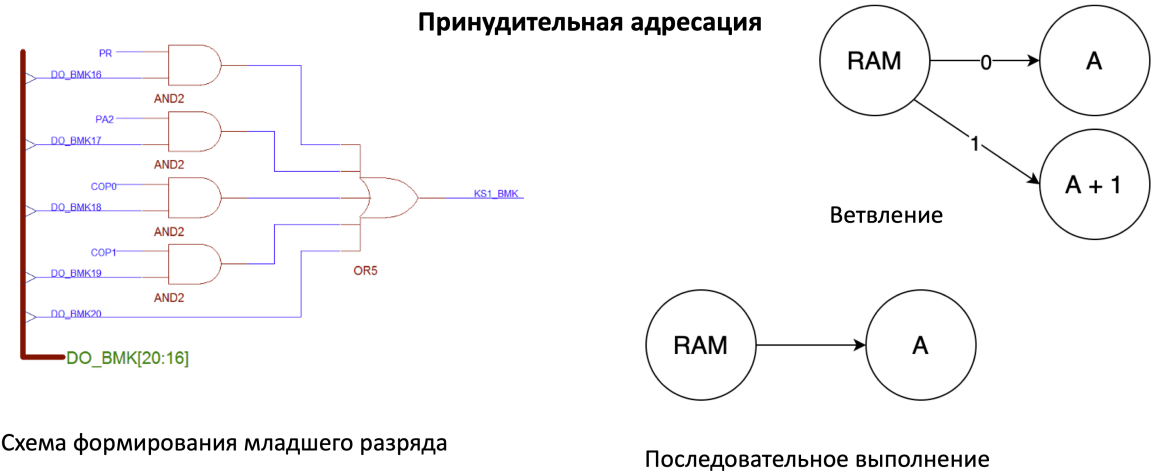 Принудительная адресация
PR
DO_BMK16
AND2
PA2
DO_BMK17
AND2
COP0
DO_BMK18
AND2
COP1
DO_BMK19
AND2
DO_BMK20
DO_BMK[20:16]
OR5
KS1_BMK
Схема формирования младшего разряда
RAM
0
A
1
A + 1
Ветвление
RAM
A
Последовательное выполнение